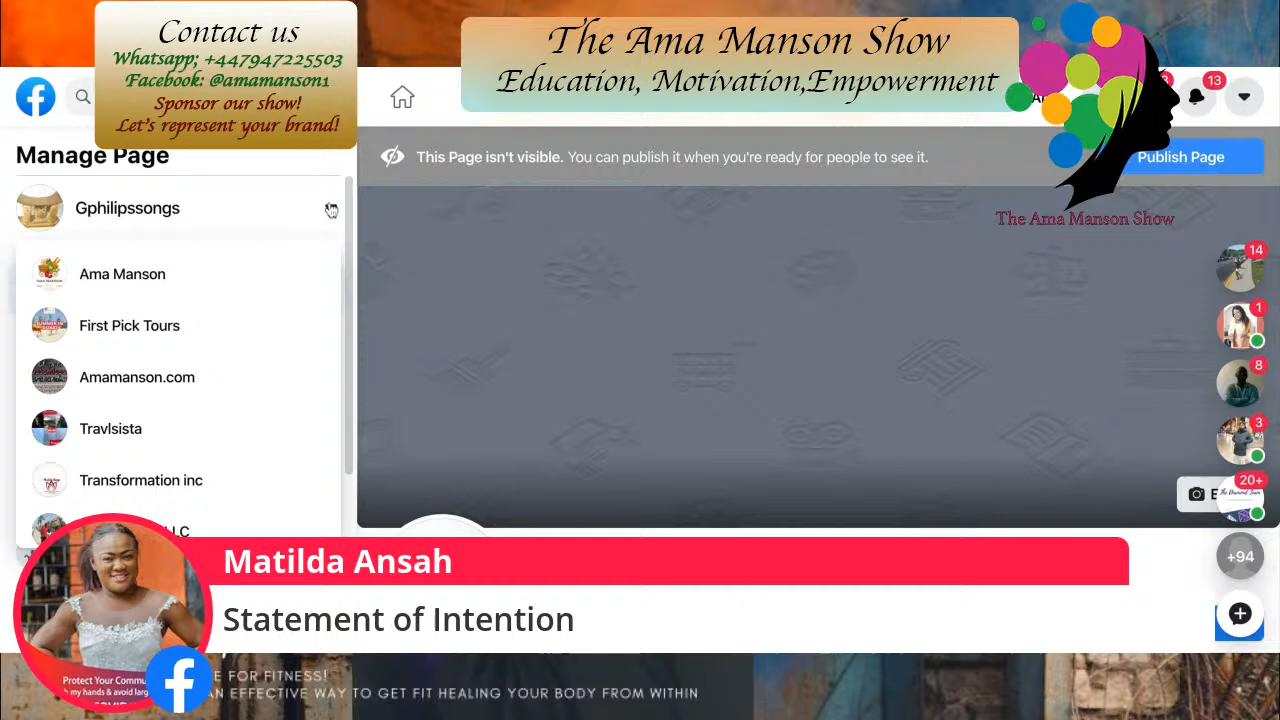 Contact us
Whatsapp; +447947225503
Facebook: @amamanson1
Sponsor our show!
Let's represent your brand!
The Ama Manson Show
Education, Motivation,Empowerment
13
Manage Page
This Page isn't visible. You can publish it when you're ready for people to see it.
Publish Page
The Ama Manson Show
Gphilipssongs
Ama Manson
First Pick Tours
Amamanson.com
Travlsista
Transformation inc
LC
14
1
8
3
20+
The Diamond Team
+94
E
Matilda Ansah
Statement of Intention
Protect Your Commu
my hands & avoid larg
E FOR FITNESS!
AN EFFECTIVE WAY TO GET FIT HEALING YOUR BODY FROM WITHIN